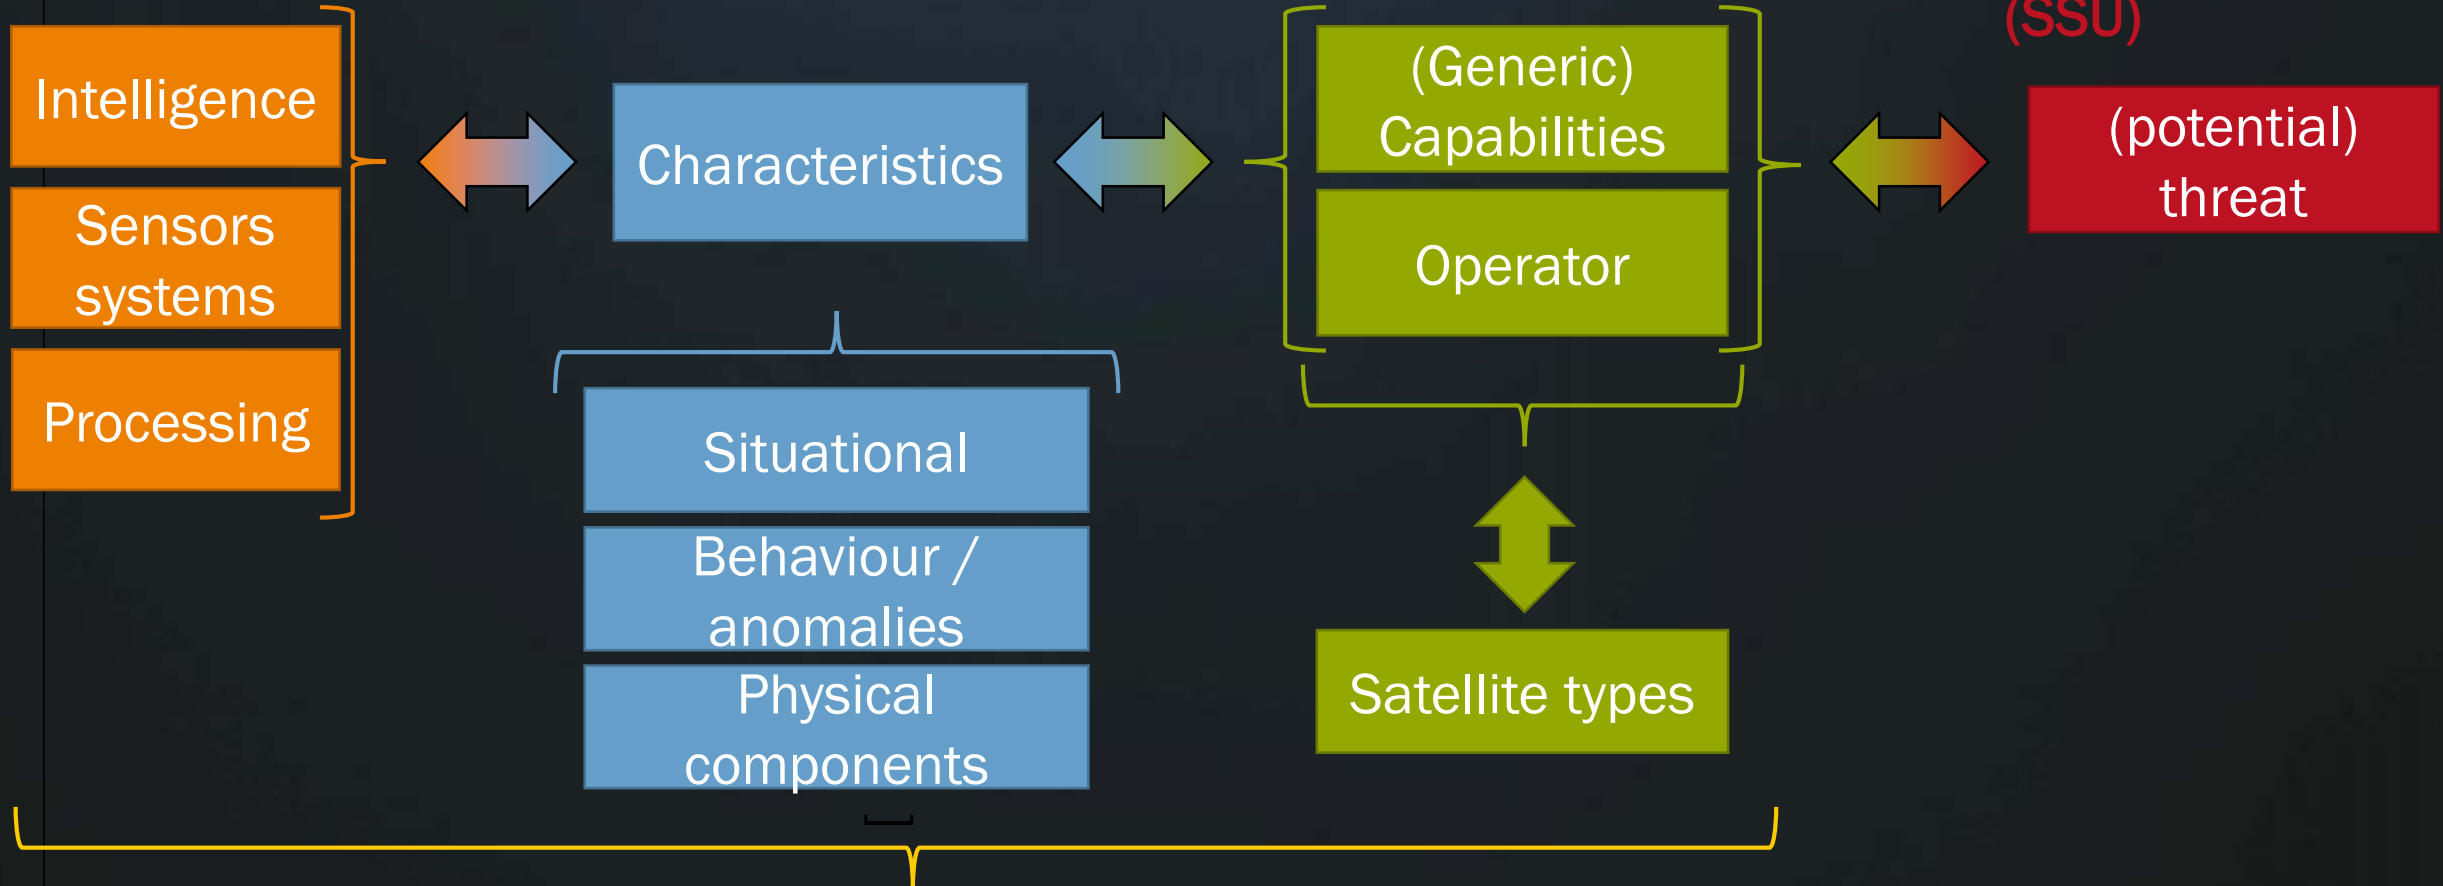 (SSU)
Intelligence
Sensors
systems
Processing
Characteristics
Situational
Behaviour /
anomalies
Physical
components
(Generic)
Capabilities
Operator
Satellite types
(potential)
threat